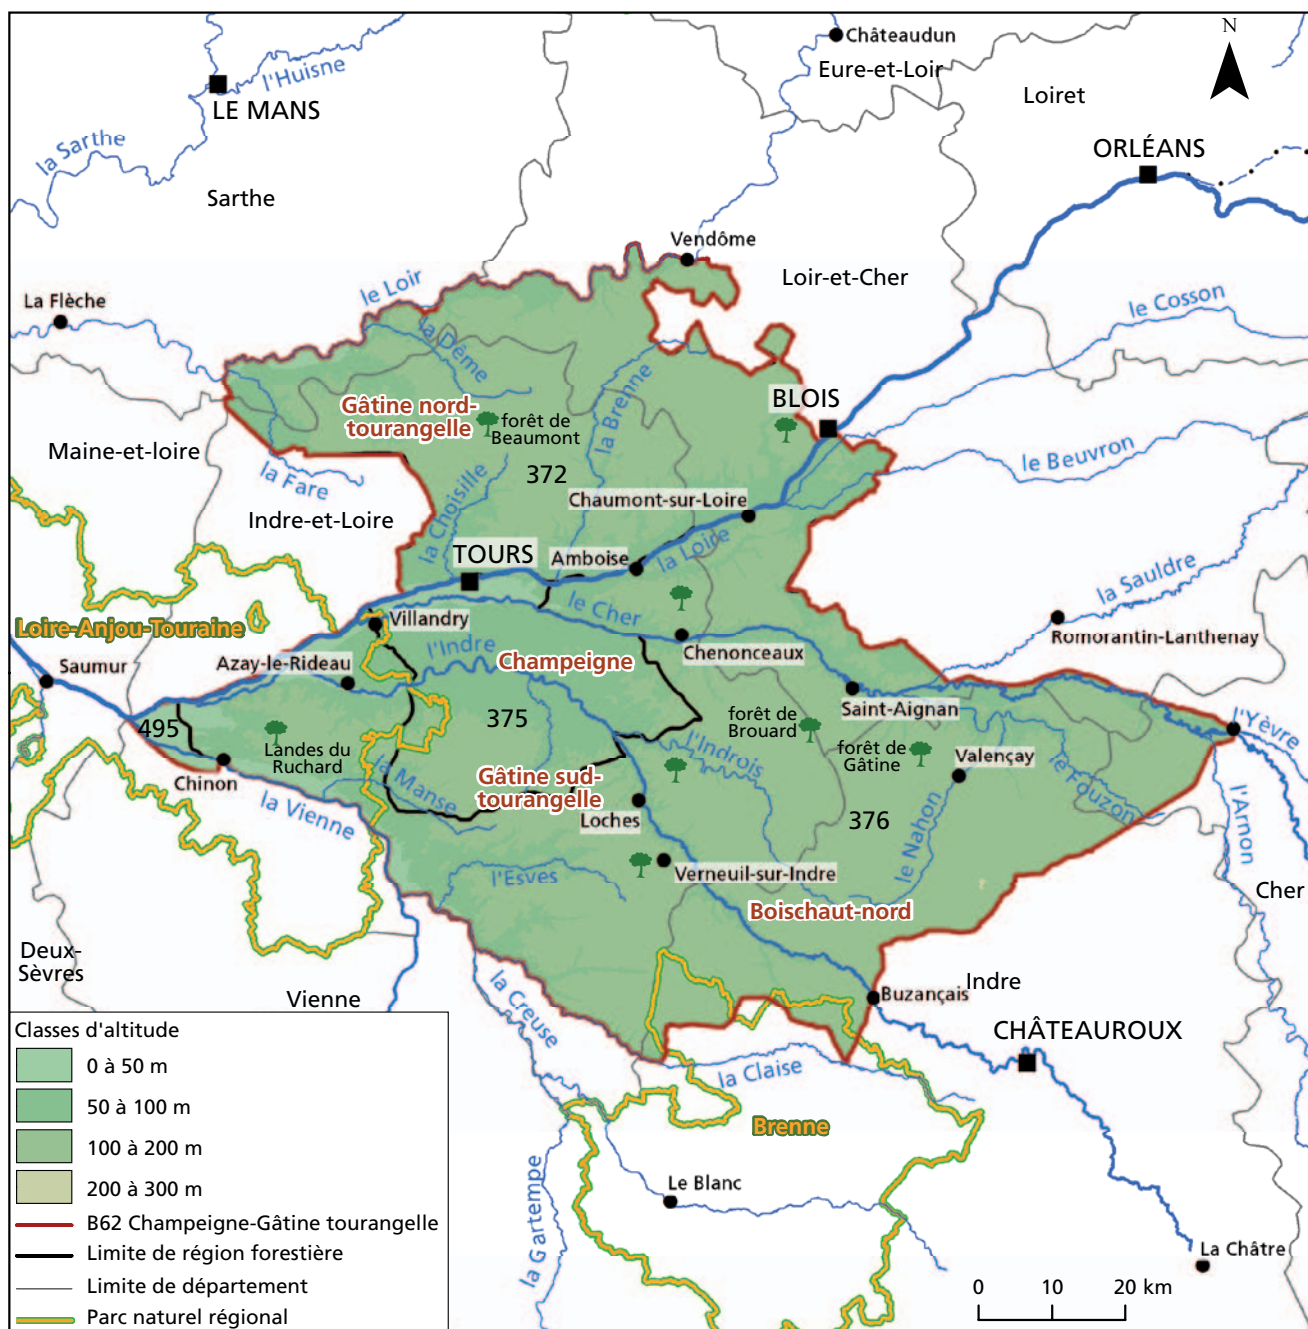 N
Châteaudun
Eure-et-Loir
l'Huisne
Loiret
LE MANS
la Sarthe
ORLÉANS
Sarthe
Vendôme
Loir-et-Cher
le Loir
La Flèche
le Cosson
la Dême
Gâtine nord-
tourangelle
forêt de
Beaumont
la Brenne
BLOIS
Maine-et-loire
la Fare
372
le Beuvron
Indre-et-Loire
la Choisille
Chaumont-sur-Loire
TOURS
Amboise
la Loire
la Sauldre
le Cher
Loire-Anjou-Touraine
Villandry
Romorantin-Lanthenay
Saumur
Azay-le-Rideau
l'Indre
Champeigne
Chenonceaux
495
375
forêt de
Brouard
Saint-Aignan
l'Yèvre
Landes du
Ruchard
l'Indrois
forêt de
Gâtine
Valençay
Chinon
la Manse
Gâtine sud-
tourangelle
le Fouzon
la Vienne
Loches
376
l'Arnon
le Nahon
l'Esves
Verneuil-sur-Indre
Cher
Boischaut-nord
Deux-
Sèvres
Vienne
la Creuse
Buzançais
Indre
CHÂTEAUROUX
la Claise
Brenne
Le Blanc
la Gartempe
La Châtre
Classes d'altitude
0 à 50 m
50 à 100 m
100 à 200 m
200 à 300 m
B62 Champeigne-Gâtine tourangelle
Limite de région forestière
Limite de département
Parc naturel régional
0 10 20 km